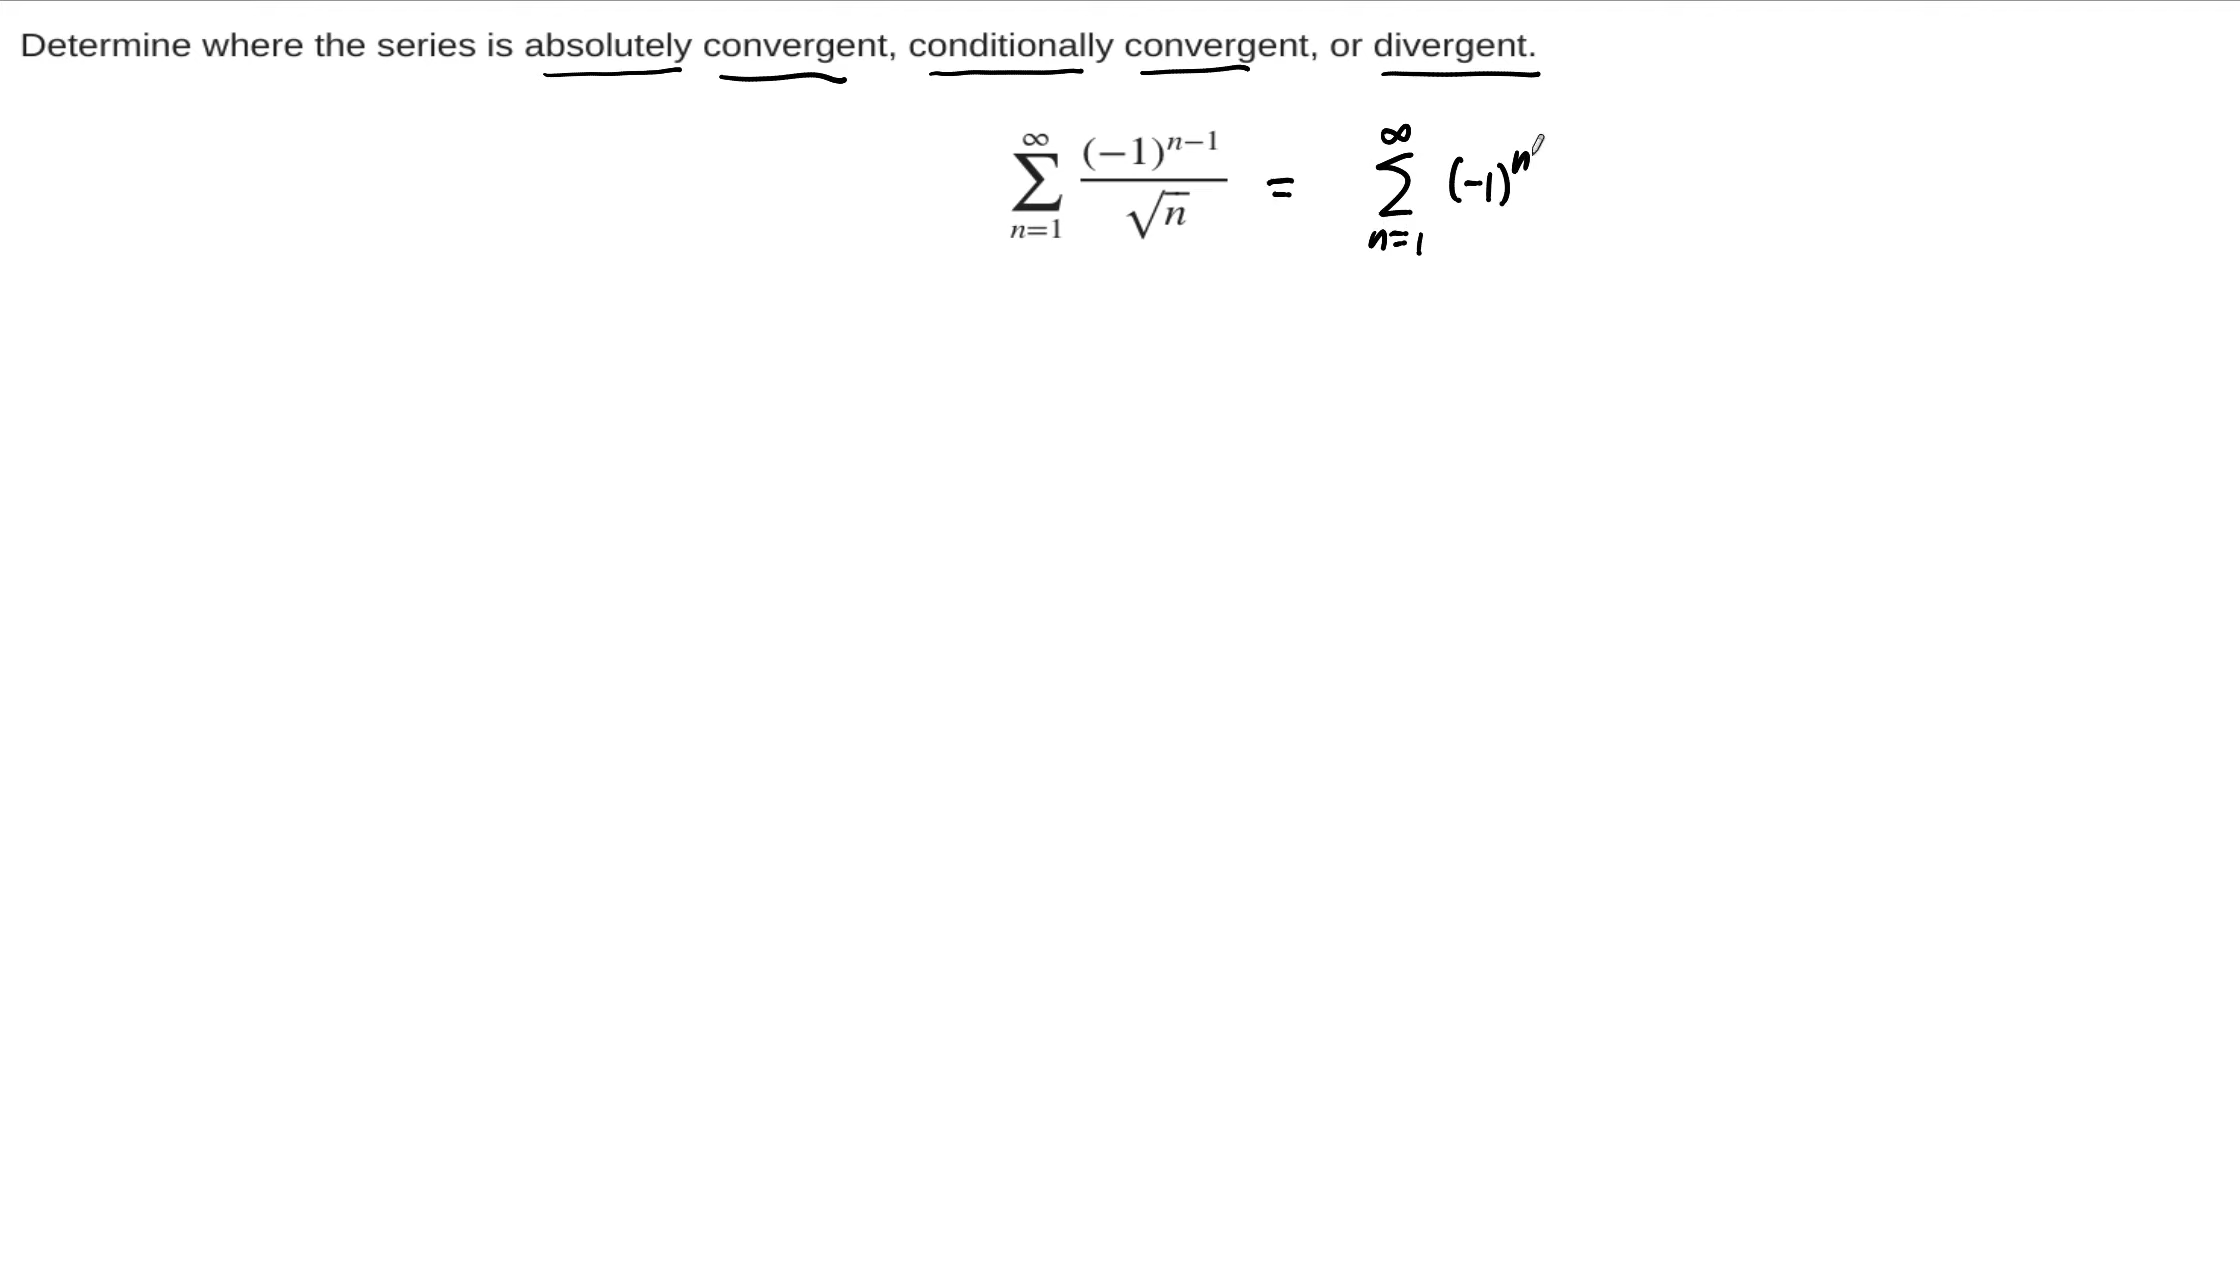 Determine where the series is absolutely convergent, conditionally convergent, or divergent.
∞ ∑ n=1 (−1)^{n−1} / √n = ∞ ∑ n=1 (-1)^n